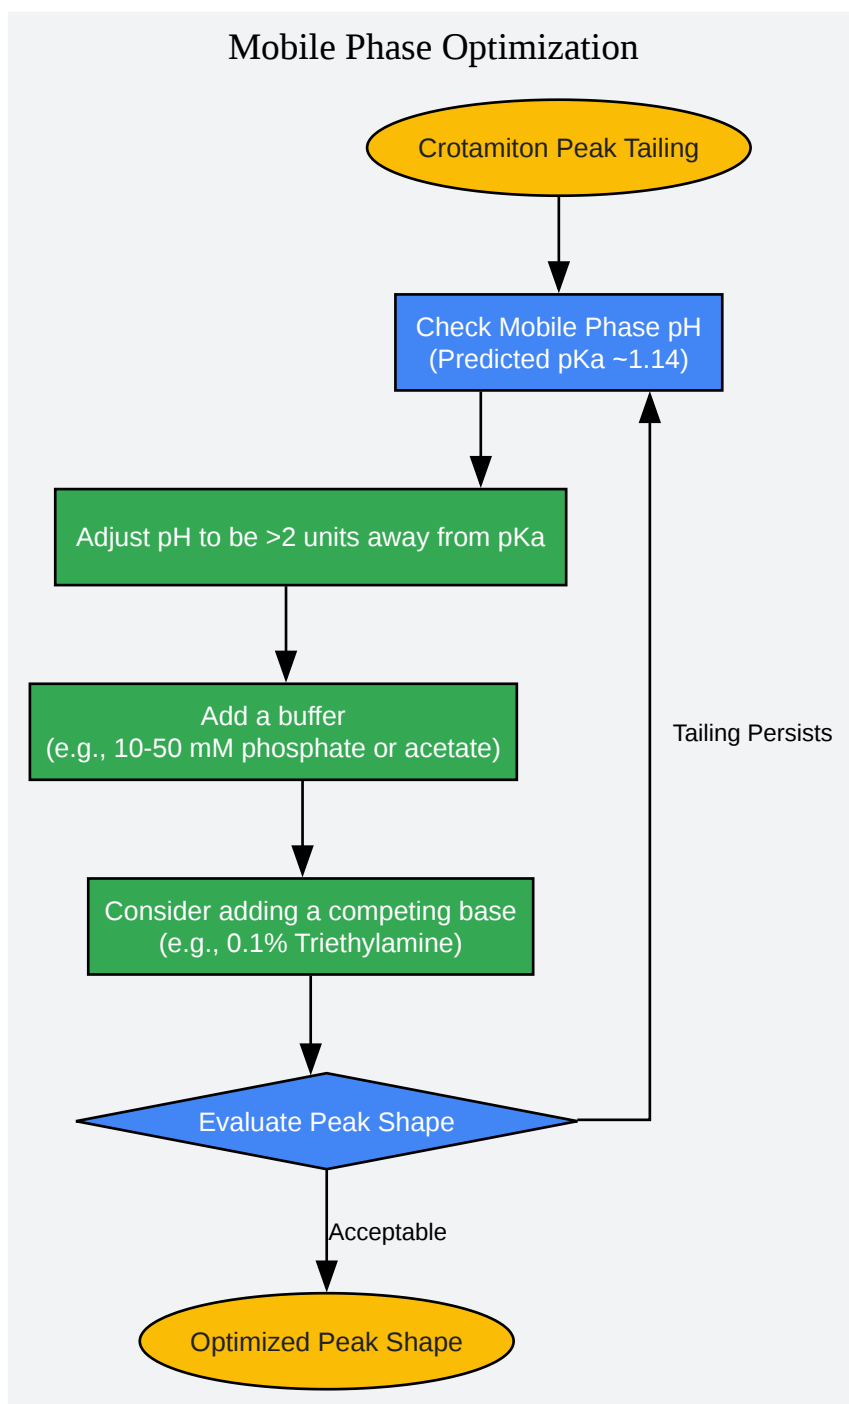 Mobile Phase Optimization
Crotamiton Peak Tailing
Check Mobile Phase pH
(Predicted pKa ~1.14)
Adjust pH to be >2 units away from pKa
Add a buffer
(e.g., 10-50 mM phosphate or acetate)
Tailing Persists
Consider adding a competing base
(e.g., 0.1% Triethylamine)
Evaluate Peak Shape
Acceptable
Optimized Peak Shape